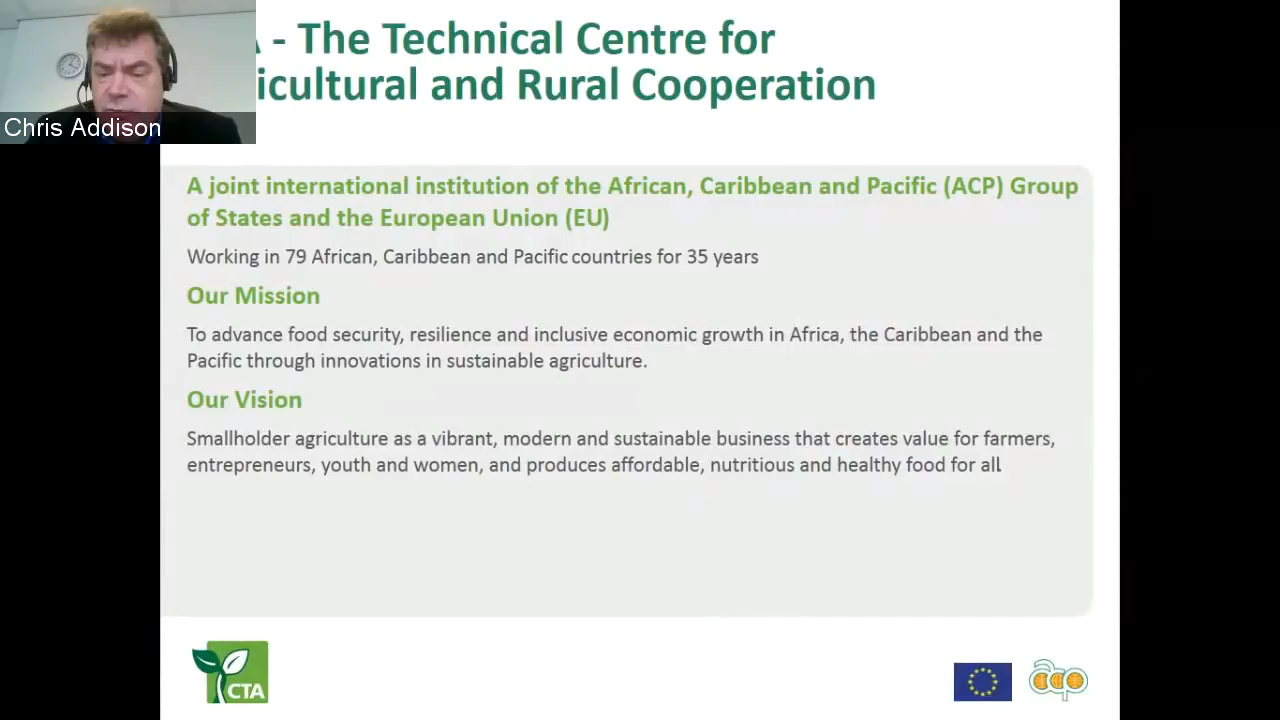 - The Technical Centre for
icultural and Rural Cooperation
Chris Addison
A joint international institution of the African, Caribbean and Pacific (ACP) Group
of States and the European Union (EU)
Working in 79 African, Caribbean and Pacific countries for 35 years
Our Mission
To advance food security, resilience and inclusive economic growth in Africa, the Caribbean and the
Pacific through innovations in sustainable agriculture.
Our Vision
Smallholder agriculture as a vibrant, modern and sustainable business that creates value for farmers,
entrepreneurs, youth and women, and produces affordable, nutritious and healthy food for all.
CTA
acp